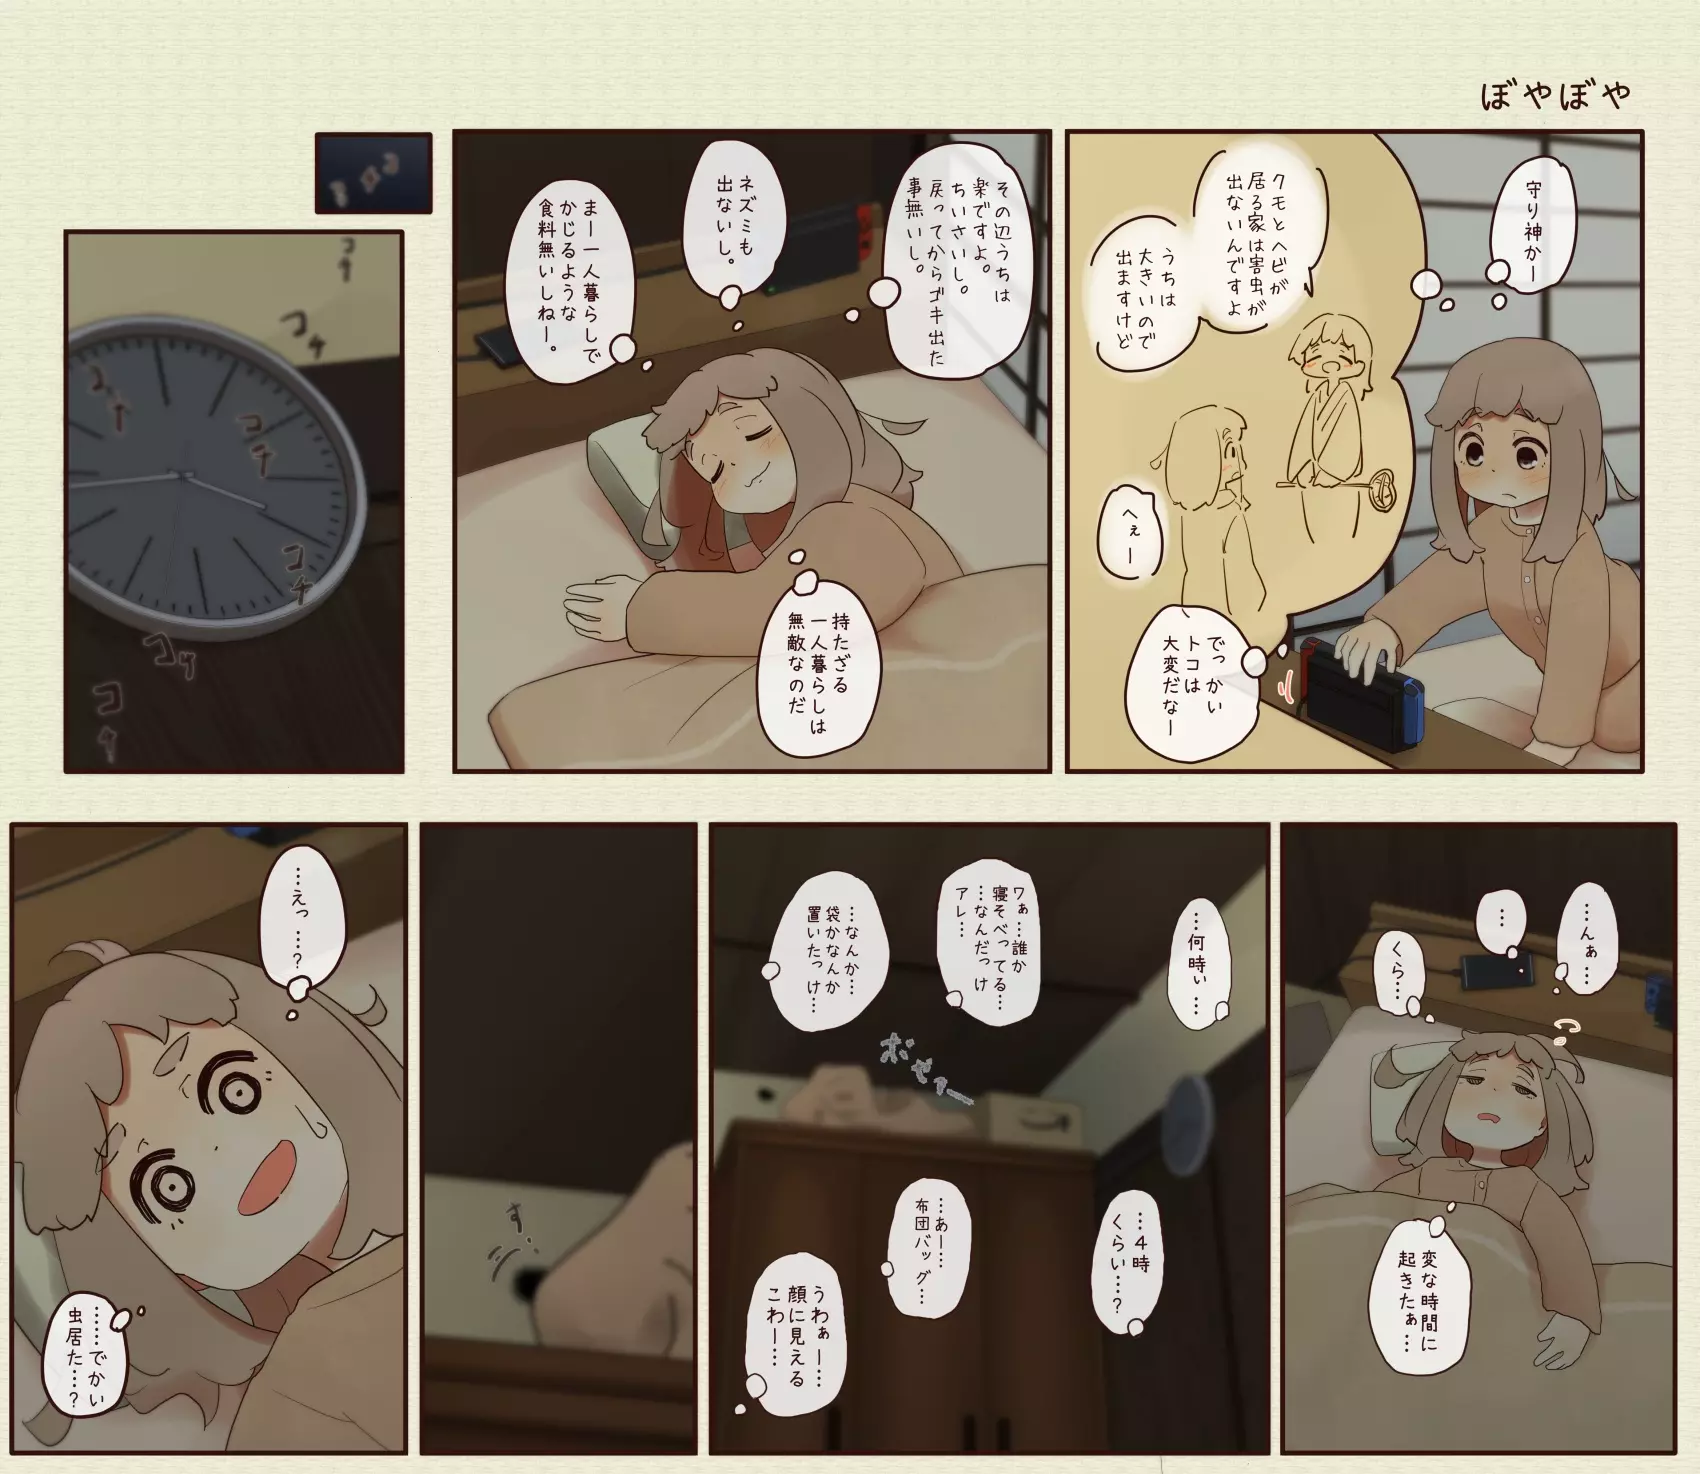 ぼやぼや
守り神かー
クモとヘビが
居る家は害虫が
出ないんですよ
うちは
大きいので
出ますけど
へぇー
でっかい
トコは
大変だなー
その辺うちは
楽ですよ。
ちいさいし。
戻ってからゴキ出た
事無いし。
ネズミも
出ないし。
まー一人暮らしで
かじるような
食料無いしねー。
持たざる
一人暮らしは
無敵なのだ
コチ
コチ
コチ
コチ
コチ
コチ
コチ
…んぁ…
…
くら…
変な時間に
起きたぁ…
…何時ぃ…
…4時
くらい…?
ワぁ…誰か
寝そべってる…
…なんだっけ
アレ…
…なんか…
袋かなんか
置いたっけ…
ボゃー
…あー…
布団バッグ…
うわぁー…
顔に見える
こわー…
す
…えっ…?
……でかい
虫居た…?